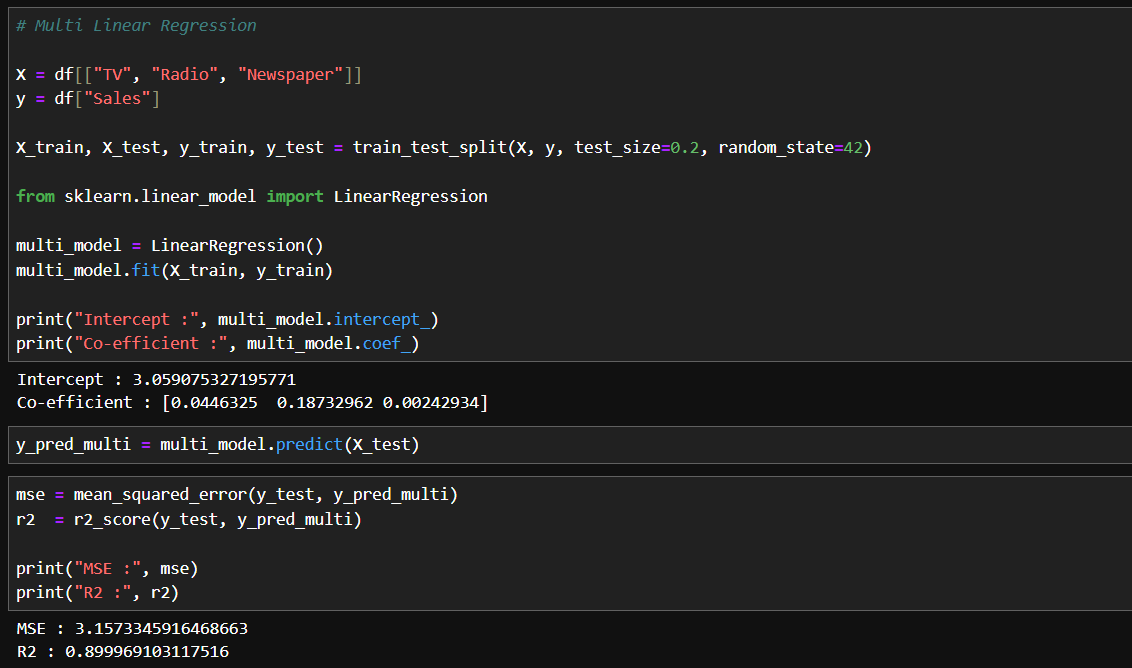 # Multi Linear Regression
X = df[["TV", "Radio", "Newspaper"]]
y = df["Sales"]
X_train, X_test, y_train, y_test = train_test_split(X, y, test_size=0.2, random_state=42)
from sklearn.linear_model import LinearRegression
multi_model = LinearRegression()
multi_model.fit(X_train, y_train)
print("Intercept :", multi_model.intercept_)
print("Co-efficient :", multi_model.coef_)
Intercept : 3.059075327195771
Co-efficient : [0.0446325  0.18732962 0.00242934]
y_pred_multi = multi_model.predict(X_test)
mse = mean_squared_error(y_test, y_pred_multi)
r2  = r2_score(y_test, y_pred_multi)
print("MSE :", mse)
print("R2 :", r2)
MSE : 3.1573345916468663
R2 : 0.899969103117516